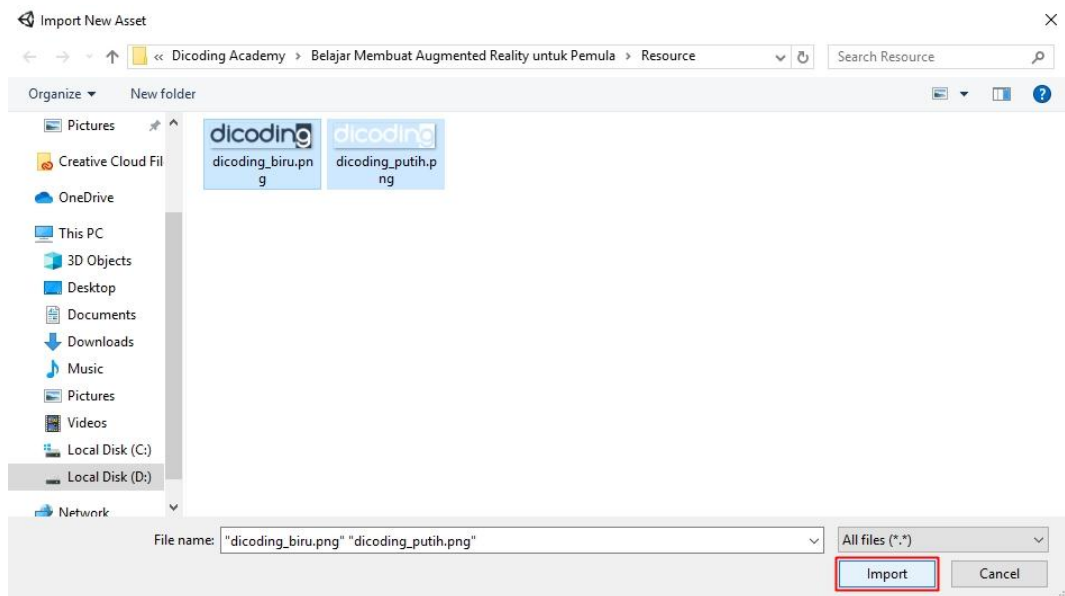 Import New Asset
« Dicoding Academy > Belajar Membuat Augmented Reality untuk Pemula > Resource
Search Resource
Organize
New folder
Pictures
Creative Cloud Fil
OneDrive
This PC
3D Objects
Desktop
Documents
Downloads
Music
Pictures
Videos
Local Disk (C:)
Local Disk (D:)
Network
dicoding
dicoding_biru.pn
g
dicoding
dicoding_putih.p
ng
File name:
"dicoding_biru.png" "dicoding_putih.png"
All files (*.*)
Import
Cancel